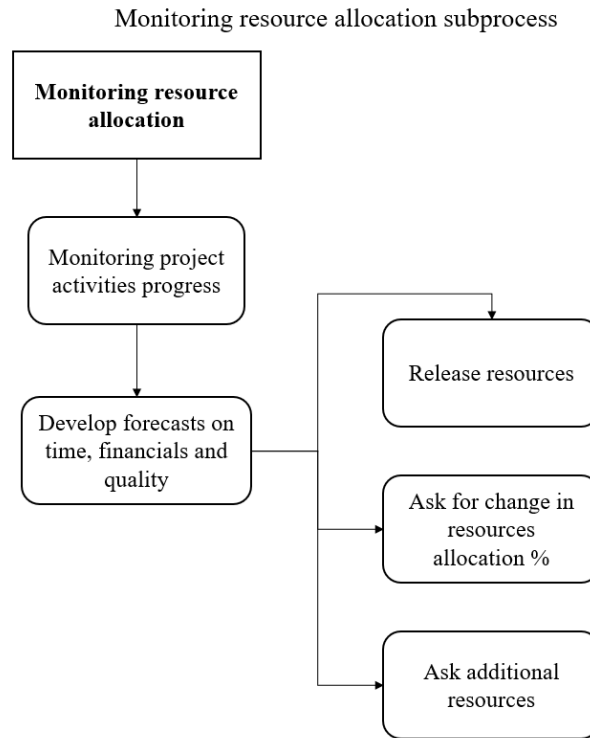 Monitoring resource allocation subprocess
Monitoring resource
allocation
Monitoring project
activities progress
Develop forecasts on
time, financials and
quality
Release resources
Ask for change in
resources
allocation %
Ask additional
resources